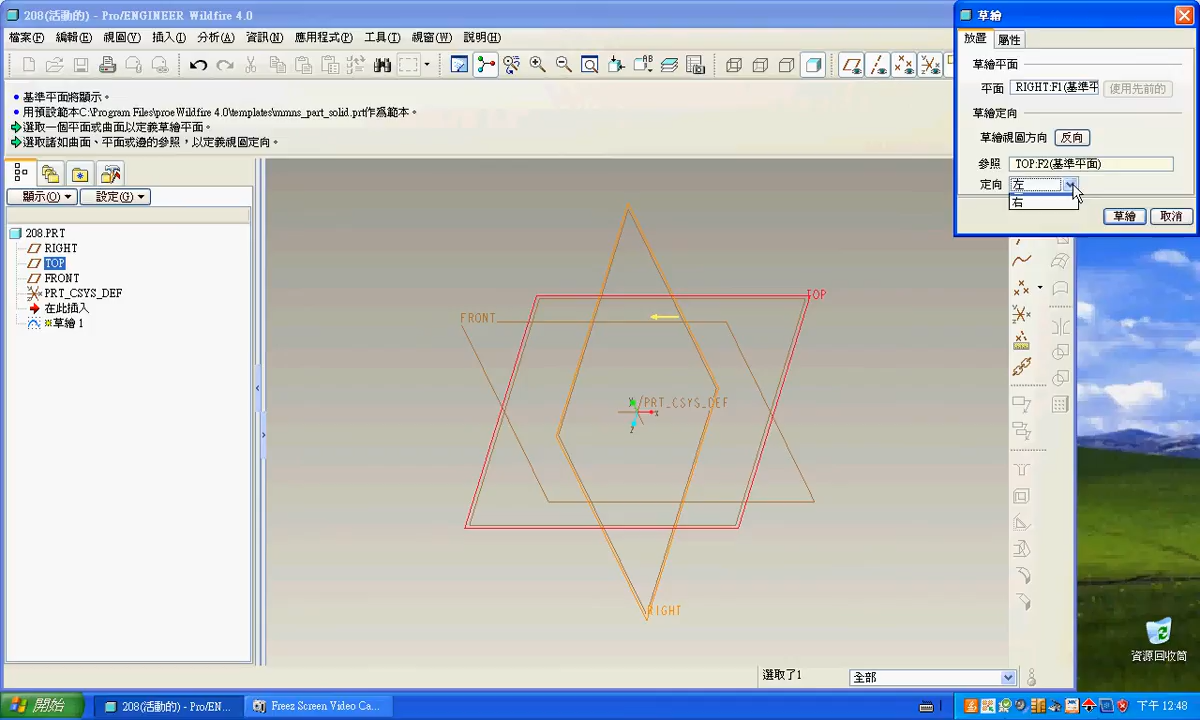 208(活動的) - Pro/ENGINEER Wildfire 4.0
檔案(F) 編輯(E) 視圖(V) 插入(I) 分析(A) 資訊(N) 應用程式(P) 工具(T) 視窗(W) 說明(H)
• 基準平面將顯示。
• 用預設範本C:\Program Files\proeWildfire 4.0\templates\mmns_part_solid.prt作爲範本。
選取一個平面或曲面以定義草繪平面。
選取諸如曲面、平面或邊的參照，以定義視圖定向。
顯示(O) 設定(G)
208.PRT
RIGHT
TOP
FRONT
PRT_CSYS_DEF
在此插入
草繪 1
TOP
FRONT
PRT_CSYS_DEF
Y
X
Z
RIGHT
草繪
放置 屬性
草繪平面
平面 RIGHT:F1(基準平 使用先前的
草繪定向
草繪視圖方向 反向
參照 TOP:F2(基準平面)
定向 左
右
草繪 取消
選取了1 全部
資源回收筒
開始 208(活動的) - Pro/EN... Freez Screen Video Ca... 下午 12:48